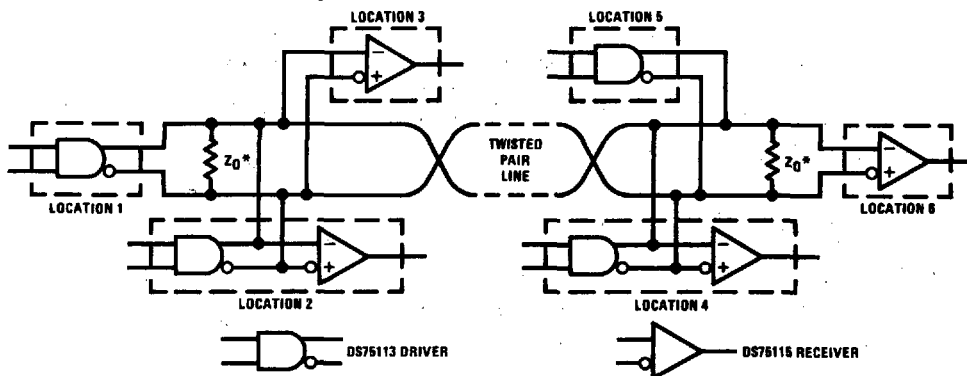 LOCATION 3
LOCATION 5
Z0*
TWISTED
PAIR
LINE
Z0*
LOCATION 1
LOCATION 6
LOCATION 2
LOCATION 4
DS75113 DRIVER
DS75115 RECEIVER